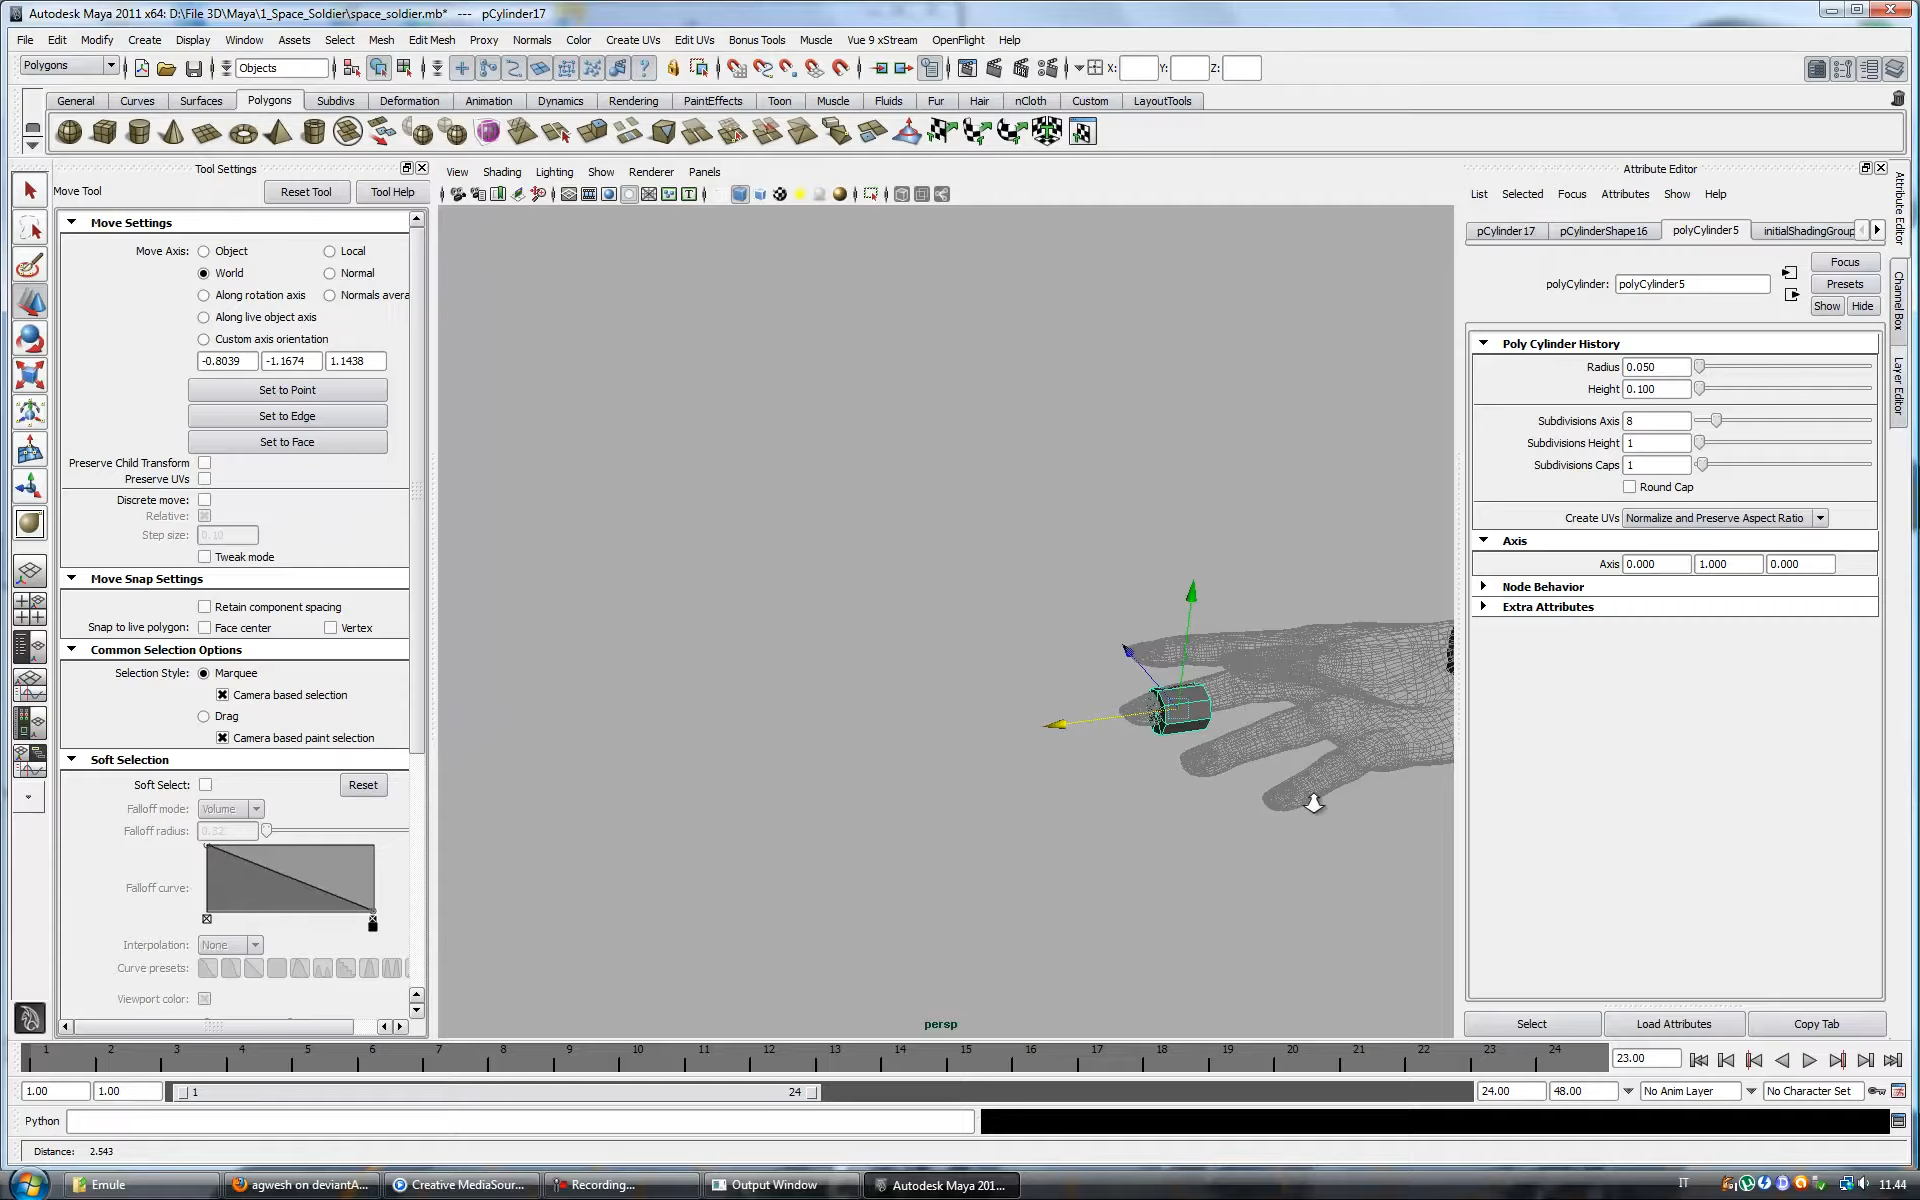 Autodesk Maya 2011 x64: D:\File 3D\Maya\1_Space_Soldier\space_soldier.mb* --- pCylinder17
File Edit Modify Create Display Window Assets Select Mesh Edit Mesh Proxy Normals Color Create UVs Edit UVs Bonus Tools Muscle Vue 9 xStream OpenFlight Help
Polygons Objects X: Y: Z:
General Curves Surfaces Polygons Subdivs Deformation Animation Dynamics Rendering PaintEffects Toon Muscle Fluids Fur Hair nCloth Custom LayoutTools
Tool Settings
Move Tool Reset Tool Tool Help
Move Settings
Move Axis: Object Local
World Normal
Along rotation axis Normals avera
Along live object axis
Custom axis orientation
-0.8039 -1.1674 1.1438
Set to Point
Set to Edge
Set to Face
Preserve Child Transform
Preserve UVs
Discrete move:
Relative:
Step size: 0.10
Tweak mode
Move Snap Settings
Retain component spacing
Snap to live polygon: Face center Vertex
Common Selection Options
Selection Style: Marquee
Camera based selection
Drag
Camera based paint selection
Soft Selection
Soft Select: Reset
Falloff mode: Volume
Falloff radius: 0.32
Falloff curve:
Interpolation: None
Curve presets:
Viewport color:
View Shading Lighting Show Renderer Panels
persp
Attribute Editor
List Selected Focus Attributes Show Help
pCylinder17 pCylinderShape16 polyCylinder5 initialShadingGroup
Focus
polyCylinder: polyCylinder5 Presets
Show Hide
Poly Cylinder History
Radius 0.050
Height 0.100
Subdivisions Axis 8
Subdivisions Height 1
Subdivisions Caps 1
Round Cap
Create UVs Normalize and Preserve Aspect Ratio
Axis
Axis 0.000 1.000 0.000
Node Behavior
Extra Attributes
Select Load Attributes Copy Tab
Attribute Editor
Channel Box
Layer Editor
1 2 3 4 5 6 7 8 9 10 11 12 13 14 15 16 17 18 19 20 21 22 23 24 23.00
1.00 1.00 1 24 24.00 48.00 No Anim Layer No Character Set
Python
Distance: 2.543
Emule agwesh on deviantA... Creative MediaSour... Recording... Output Window Autodesk Maya 201... IT 11.44